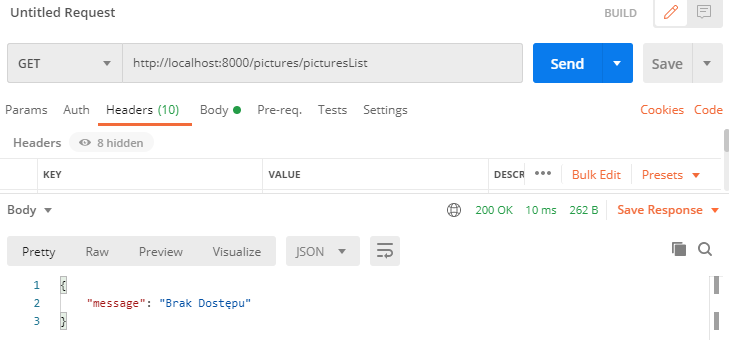 Untitled Request BUILD
GET http://localhost:8000/pictures/picturesList Send Save
Params Auth Headers (10) Body Pre-req. Tests Settings Cookies Code
Headers 8 hidden
KEY VALUE DESCR ••• Bulk Edit Presets
Body 200 OK 10 ms 262 B Save Response
Pretty Raw Preview Visualize JSON
1 {
2 "message": "Brak Dostępu"
3 }